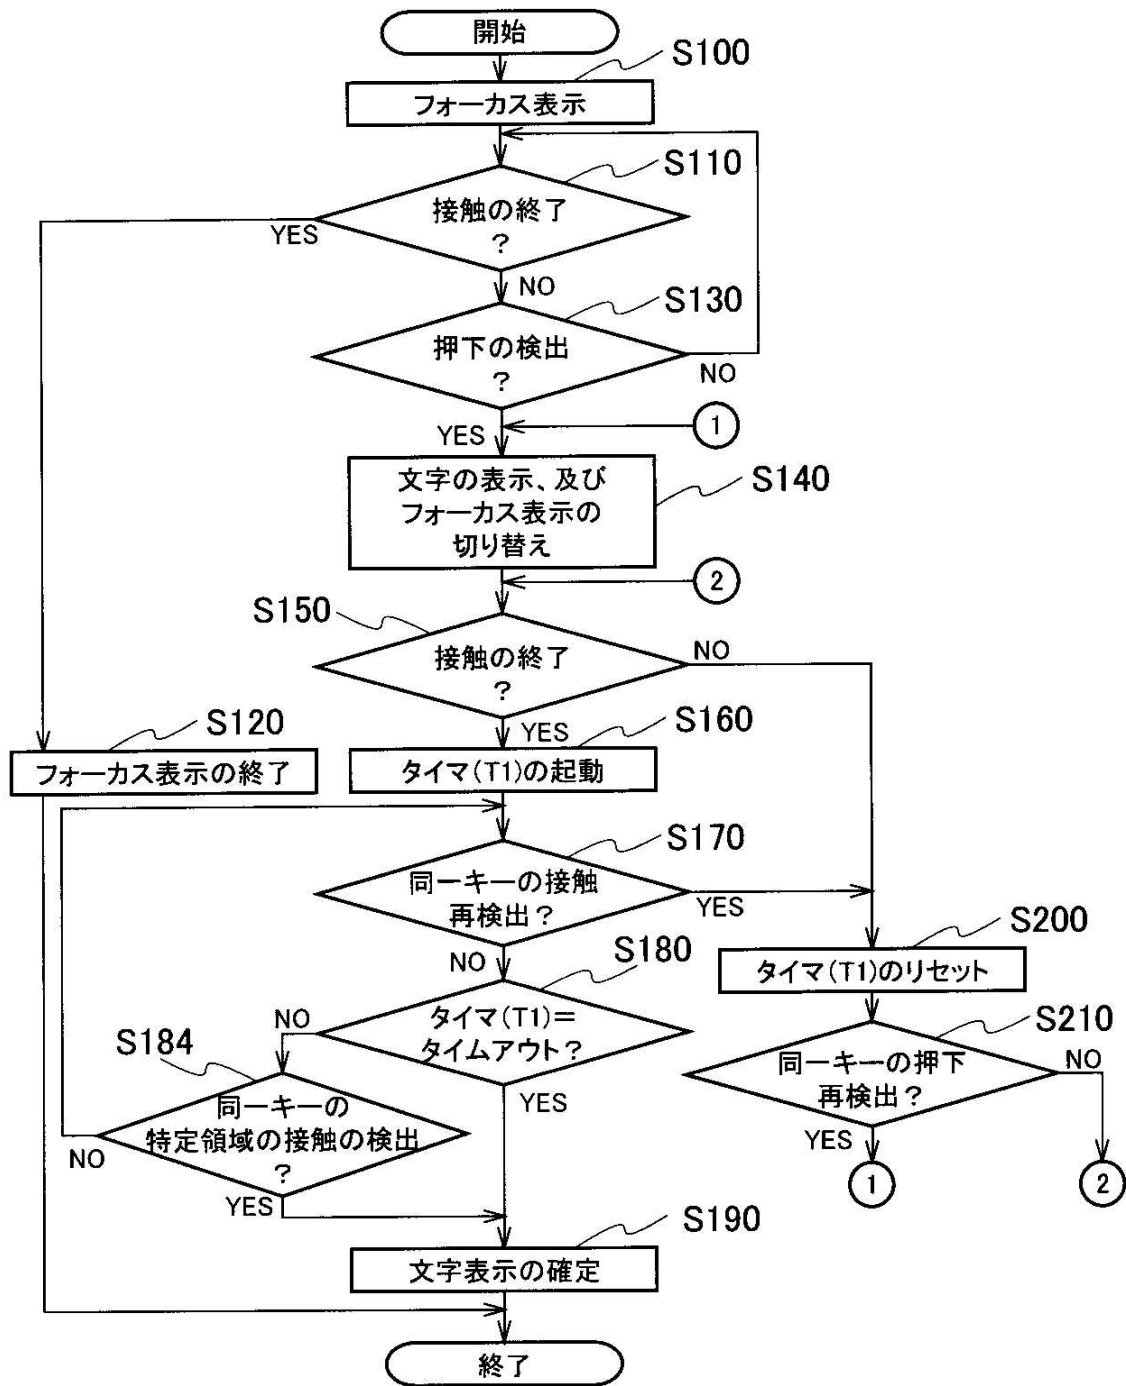 開始
S100
フォーカス表示
S110
接触の終了
?
YES
NO
S130
押下の検出
?
NO
YES
1
文字の表示、及び
フォーカス表示の
切り替え
S140
2
S150
接触の終了
?
NO
YES
S120
フォーカス表示の終了
S160
タイマ(T1)の起動
S170
同一キーの接触
再検出?
YES
NO
S200
タイマ(T1)のリセット
S180
タイマ(T1)=
タイムアウト?
NO
YES
S210
同一キーの押下
再検出?
NO
YES
1
2
S184
同一キーの
特定領域の接触の検出
?
NO
YES
S190
文字表示の確定
終了